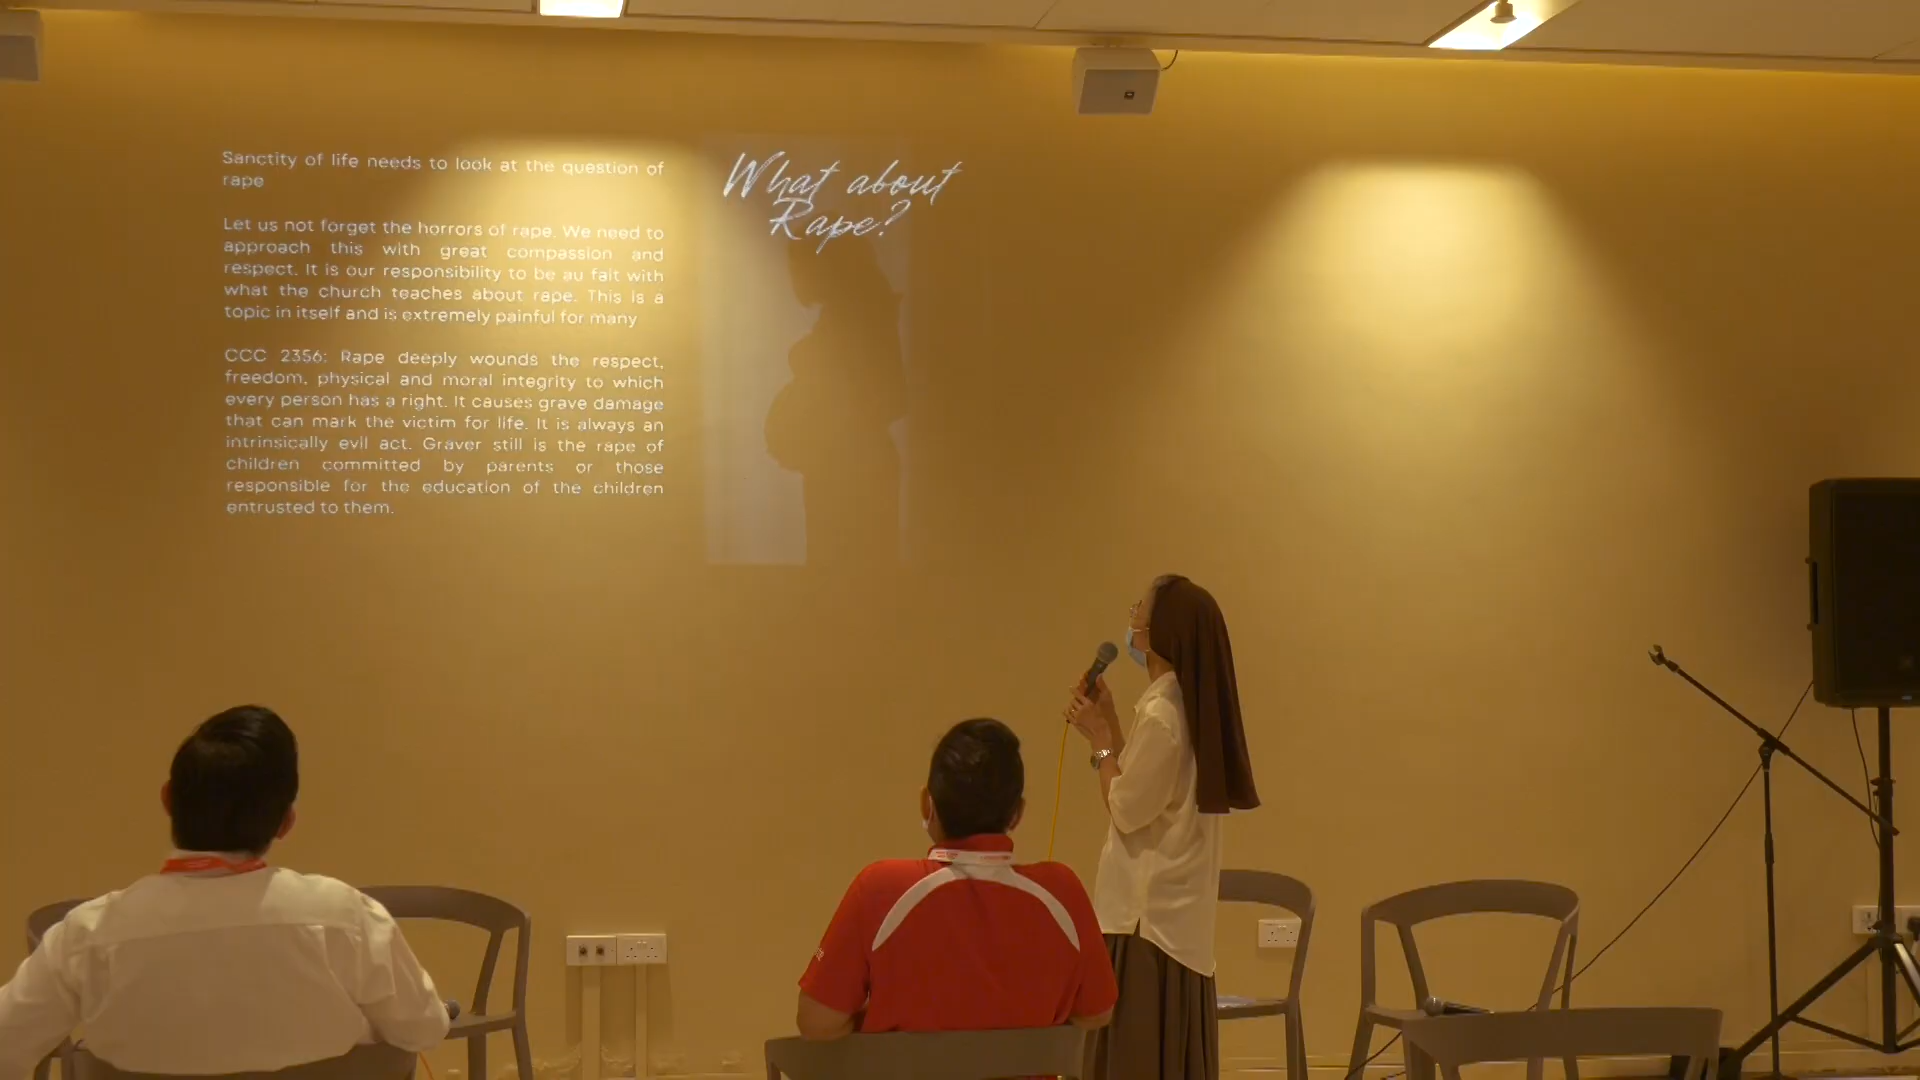 Sanctity of life needs to look at the question of
rape
Let us not forget the horrors of rape. We need to
approach this with great compassion and
respect. It is our responsibility to be au fait with
what the church teaches about rape. This is a
topic in itself and is extremely painful for many
CCC 2356: Rape deeply wounds the respect,
freedom, physical and moral integrity to which
every person has a right. It causes grave damage
that can mark the victim for life. It is always an
intrinsically evil act. Graver still is the rape of
children committed by parents or those
responsible for the education of the children
entrusted to them.
What about
Rape?